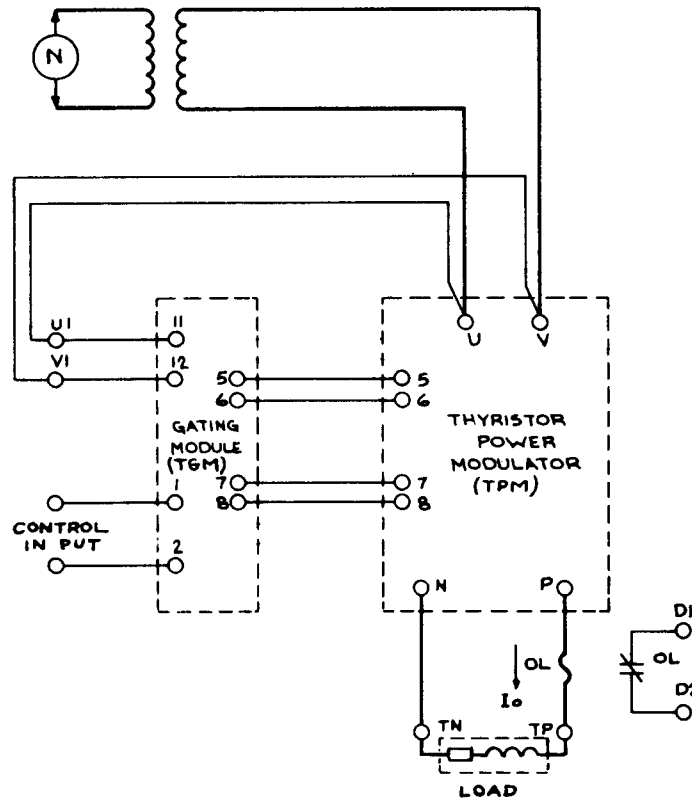 N
U
V
U1
11
V1
12
5
6
5
6
GATING
MODULE
(TGM)
THYRISTOR
POWER
MODULATOR
(TPM)
7
8
7
8
1
CONTROL
IN PUT
2
N
P
OL
Io
D1
OL
D2
TN
TP
LOAD